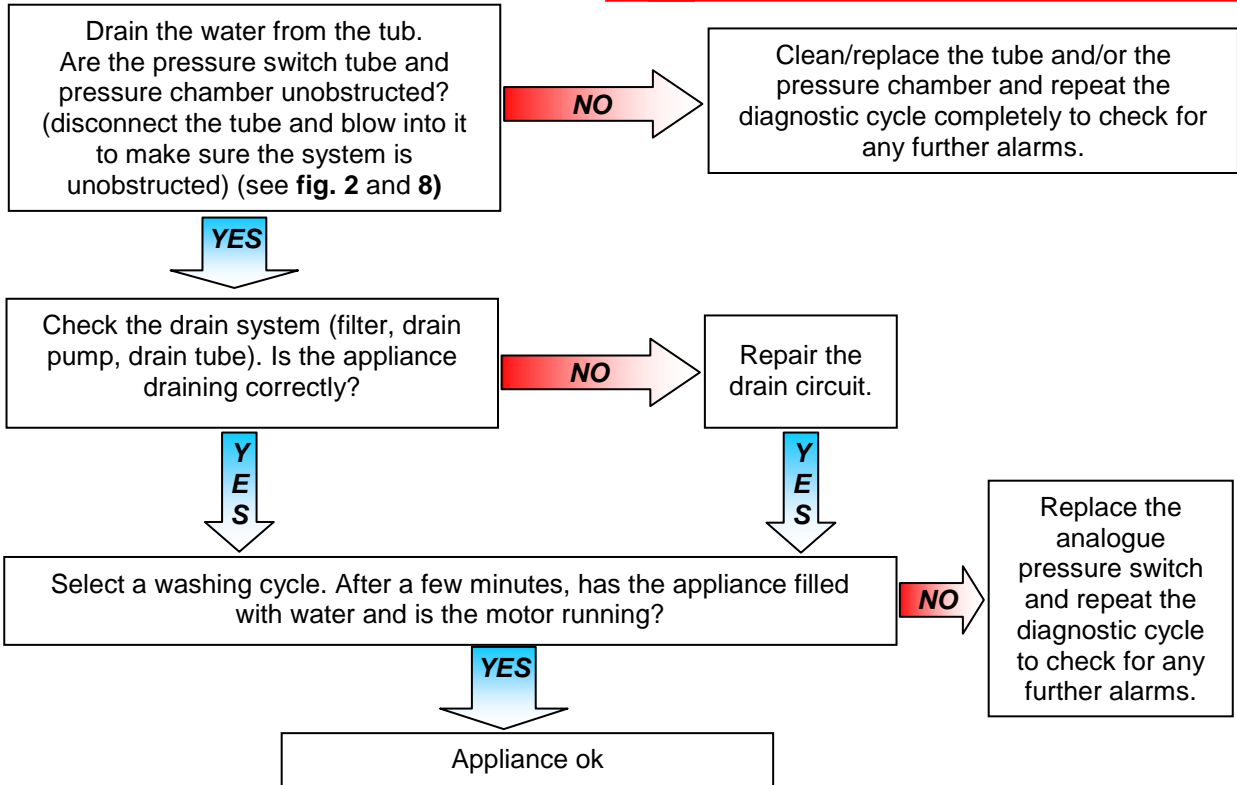 Drain the water from the tub.
Are the pressure switch tube and
pressure chamber unobstructed?
(disconnect the tube and blow into it
to make sure the system is
unobstructed) (see fig. 2 and 8)
NO
Clean/replace the tube and/or the
pressure chamber and repeat the
diagnostic cycle completely to check for
any further alarms.
YES
Check the drain system (filter, drain
pump, drain tube). Is the appliance
draining correctly?
NO
Repair the
drain circuit.
Y
E
S
Y
E
S
Select a washing cycle. After a few minutes, has the appliance filled
with water and is the motor running?
NO
Replace the
analogue
pressure switch
and repeat the
diagnostic cycle
to check for any
further alarms.
YES
Appliance ok